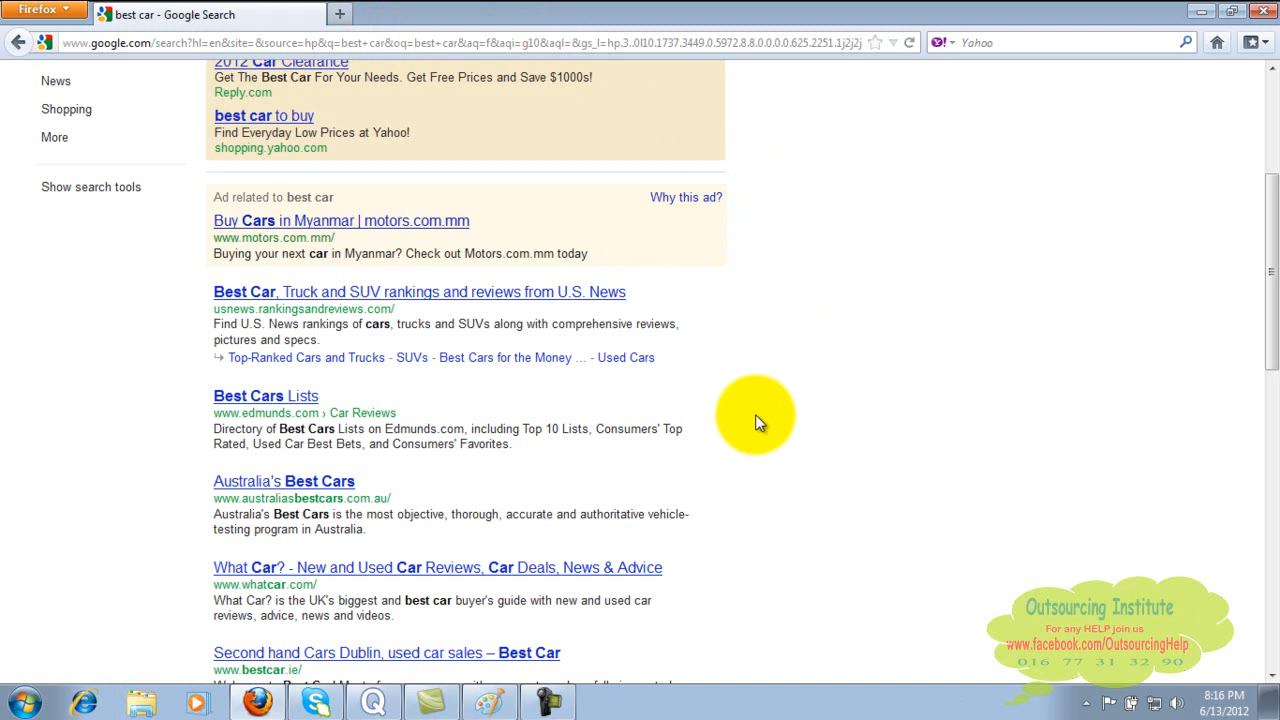 Firefox
best car - Google Search
www.google.com/search?hl=en&site=&source=hp&q=best+car&oq=best+car&aq=f&aqi=g10&aql=&gs_l=hp.3..0l10.1737.3449.0.5972.8.8.0.0.0.0.625.2251.1j2j2j
Yahoo
News
Shopping
More
Show search tools
2012 Car Clearance
Get The Best Car For Your Needs. Get Free Prices and Save $1000s!
Reply.com
best car to buy
Find Everyday Low Prices at Yahoo!
shopping.yahoo.com
Ad related to best car
Why this ad?
Buy Cars in Myanmar | motors.com.mm
www.motors.com.mm/
Buying your next car in Myanmar? Check out Motors.com.mm today
Best Car, Truck and SUV rankings and reviews from U.S. News
usnews.rankingsandreviews.com/
Find U.S. News rankings of cars, trucks and SUVs along with comprehensive reviews,
pictures and specs.
Top-Ranked Cars and Trucks - SUVs - Best Cars for the Money ... - Used Cars
Best Cars Lists
www.edmunds.com › Car Reviews
Directory of Best Cars Lists on Edmunds.com, including Top 10 Lists, Consumers' Top
Rated, Used Car Best Bets, and Consumers' Favorites.
Australia's Best Cars
www.australiasbestcars.com.au/
Australia's Best Cars is the most objective, thorough, accurate and authoritative vehicle-
testing program in Australia.
What Car? - New and Used Car Reviews, Car Deals, News & Advice
www.whatcar.com/
What Car? is the UK's biggest and best car buyer's guide with new and used car
reviews, advice, news and videos.
Second hand Cars Dublin, used car sales – Best Car
www.bestcar.ie/
Outsourcing Institute
For any HELP join us
www.facebook.com/OutsourcingHelp
016 77 31 32 90
8:16 PM
6/13/2012